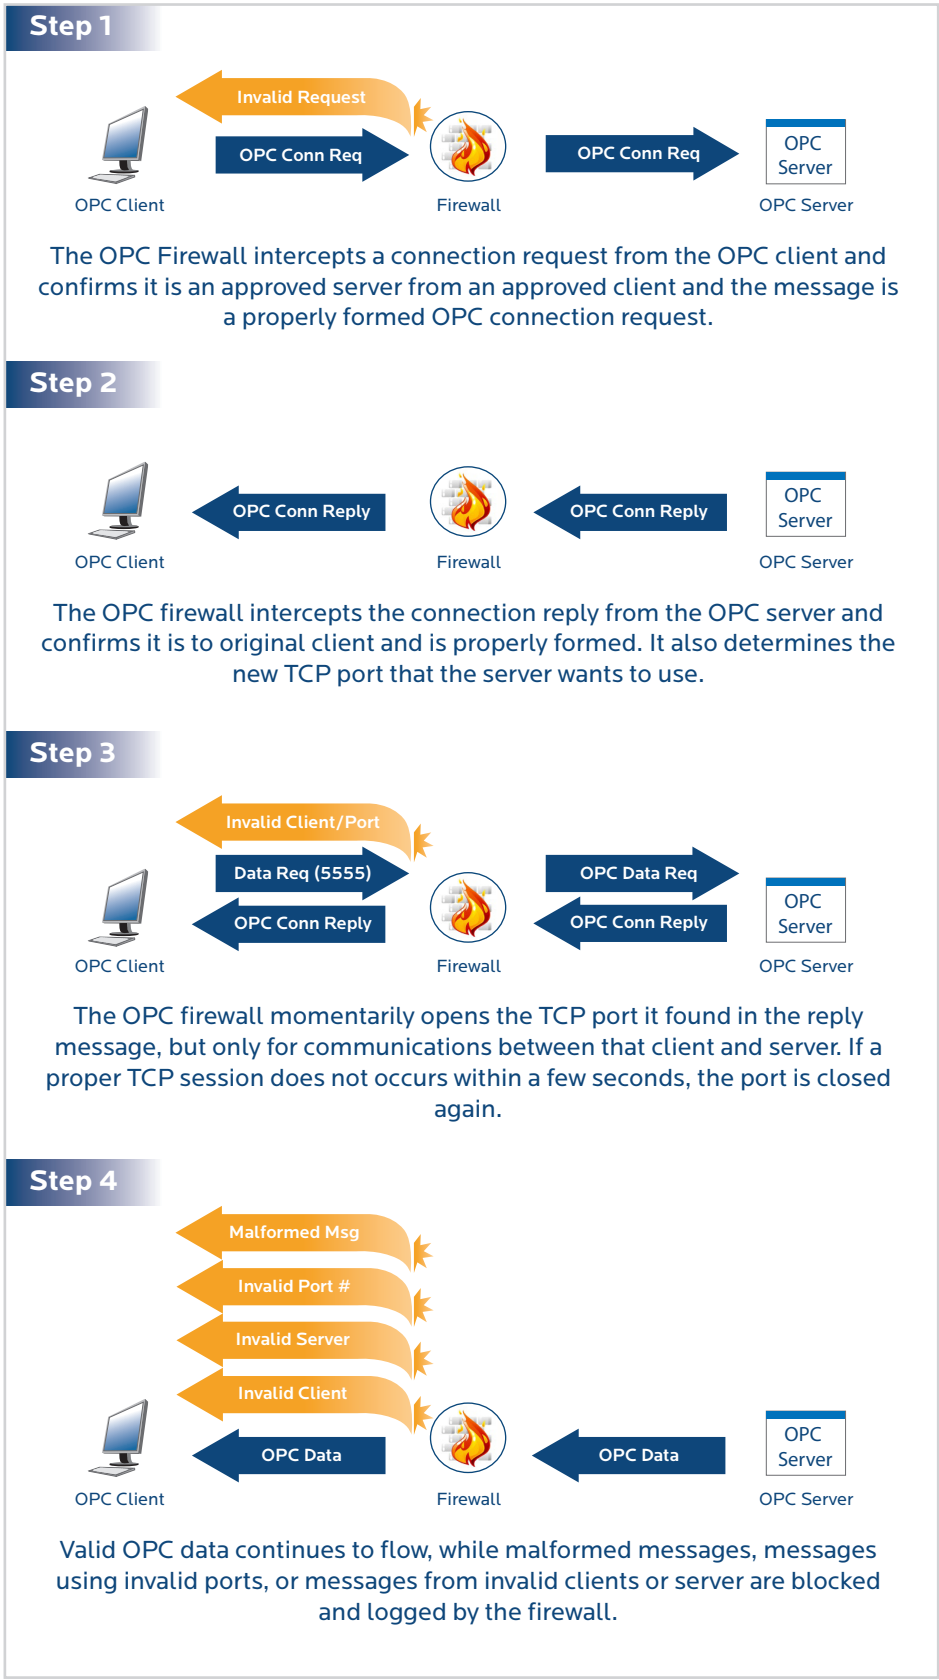 Step 1
Invalid Request
OPC Conn Req
OPC Conn Req
OPC
Server
OPC Client
Firewall
OPC Server
The OPC Firewall intercepts a connection request from the OPC client and
confirms it is an approved server from an approved client and the message is
a properly formed OPC connection request.
Step 2
OPC Conn Reply
OPC Conn Reply
OPC
Server
OPC Client
Firewall
OPC Server
The OPC firewall intercepts the connection reply from the OPC server and
confirms it is to original client and is properly formed. It also determines the
new TCP port that the server wants to use.
Step 3
Invalid Client/Port
Data Req (5555)
OPC Data Req
OPC Conn Reply
OPC Conn Reply
OPC
Server
OPC Client
Firewall
OPC Server
The OPC firewall momentarily opens the TCP port it found in the reply
message, but only for communications between that client and server. If a
proper TCP session does not occurs within a few seconds, the port is closed
again.
Step 4
Malformed Msg
Invalid Port #
Invalid Server
Invalid Client
OPC Data
OPC Data
OPC
Server
OPC Client
Firewall
OPC Server
Valid OPC data continues to flow, while malformed messages, messages
using invalid ports, or messages from invalid clients or server are blocked
and logged by the firewall.